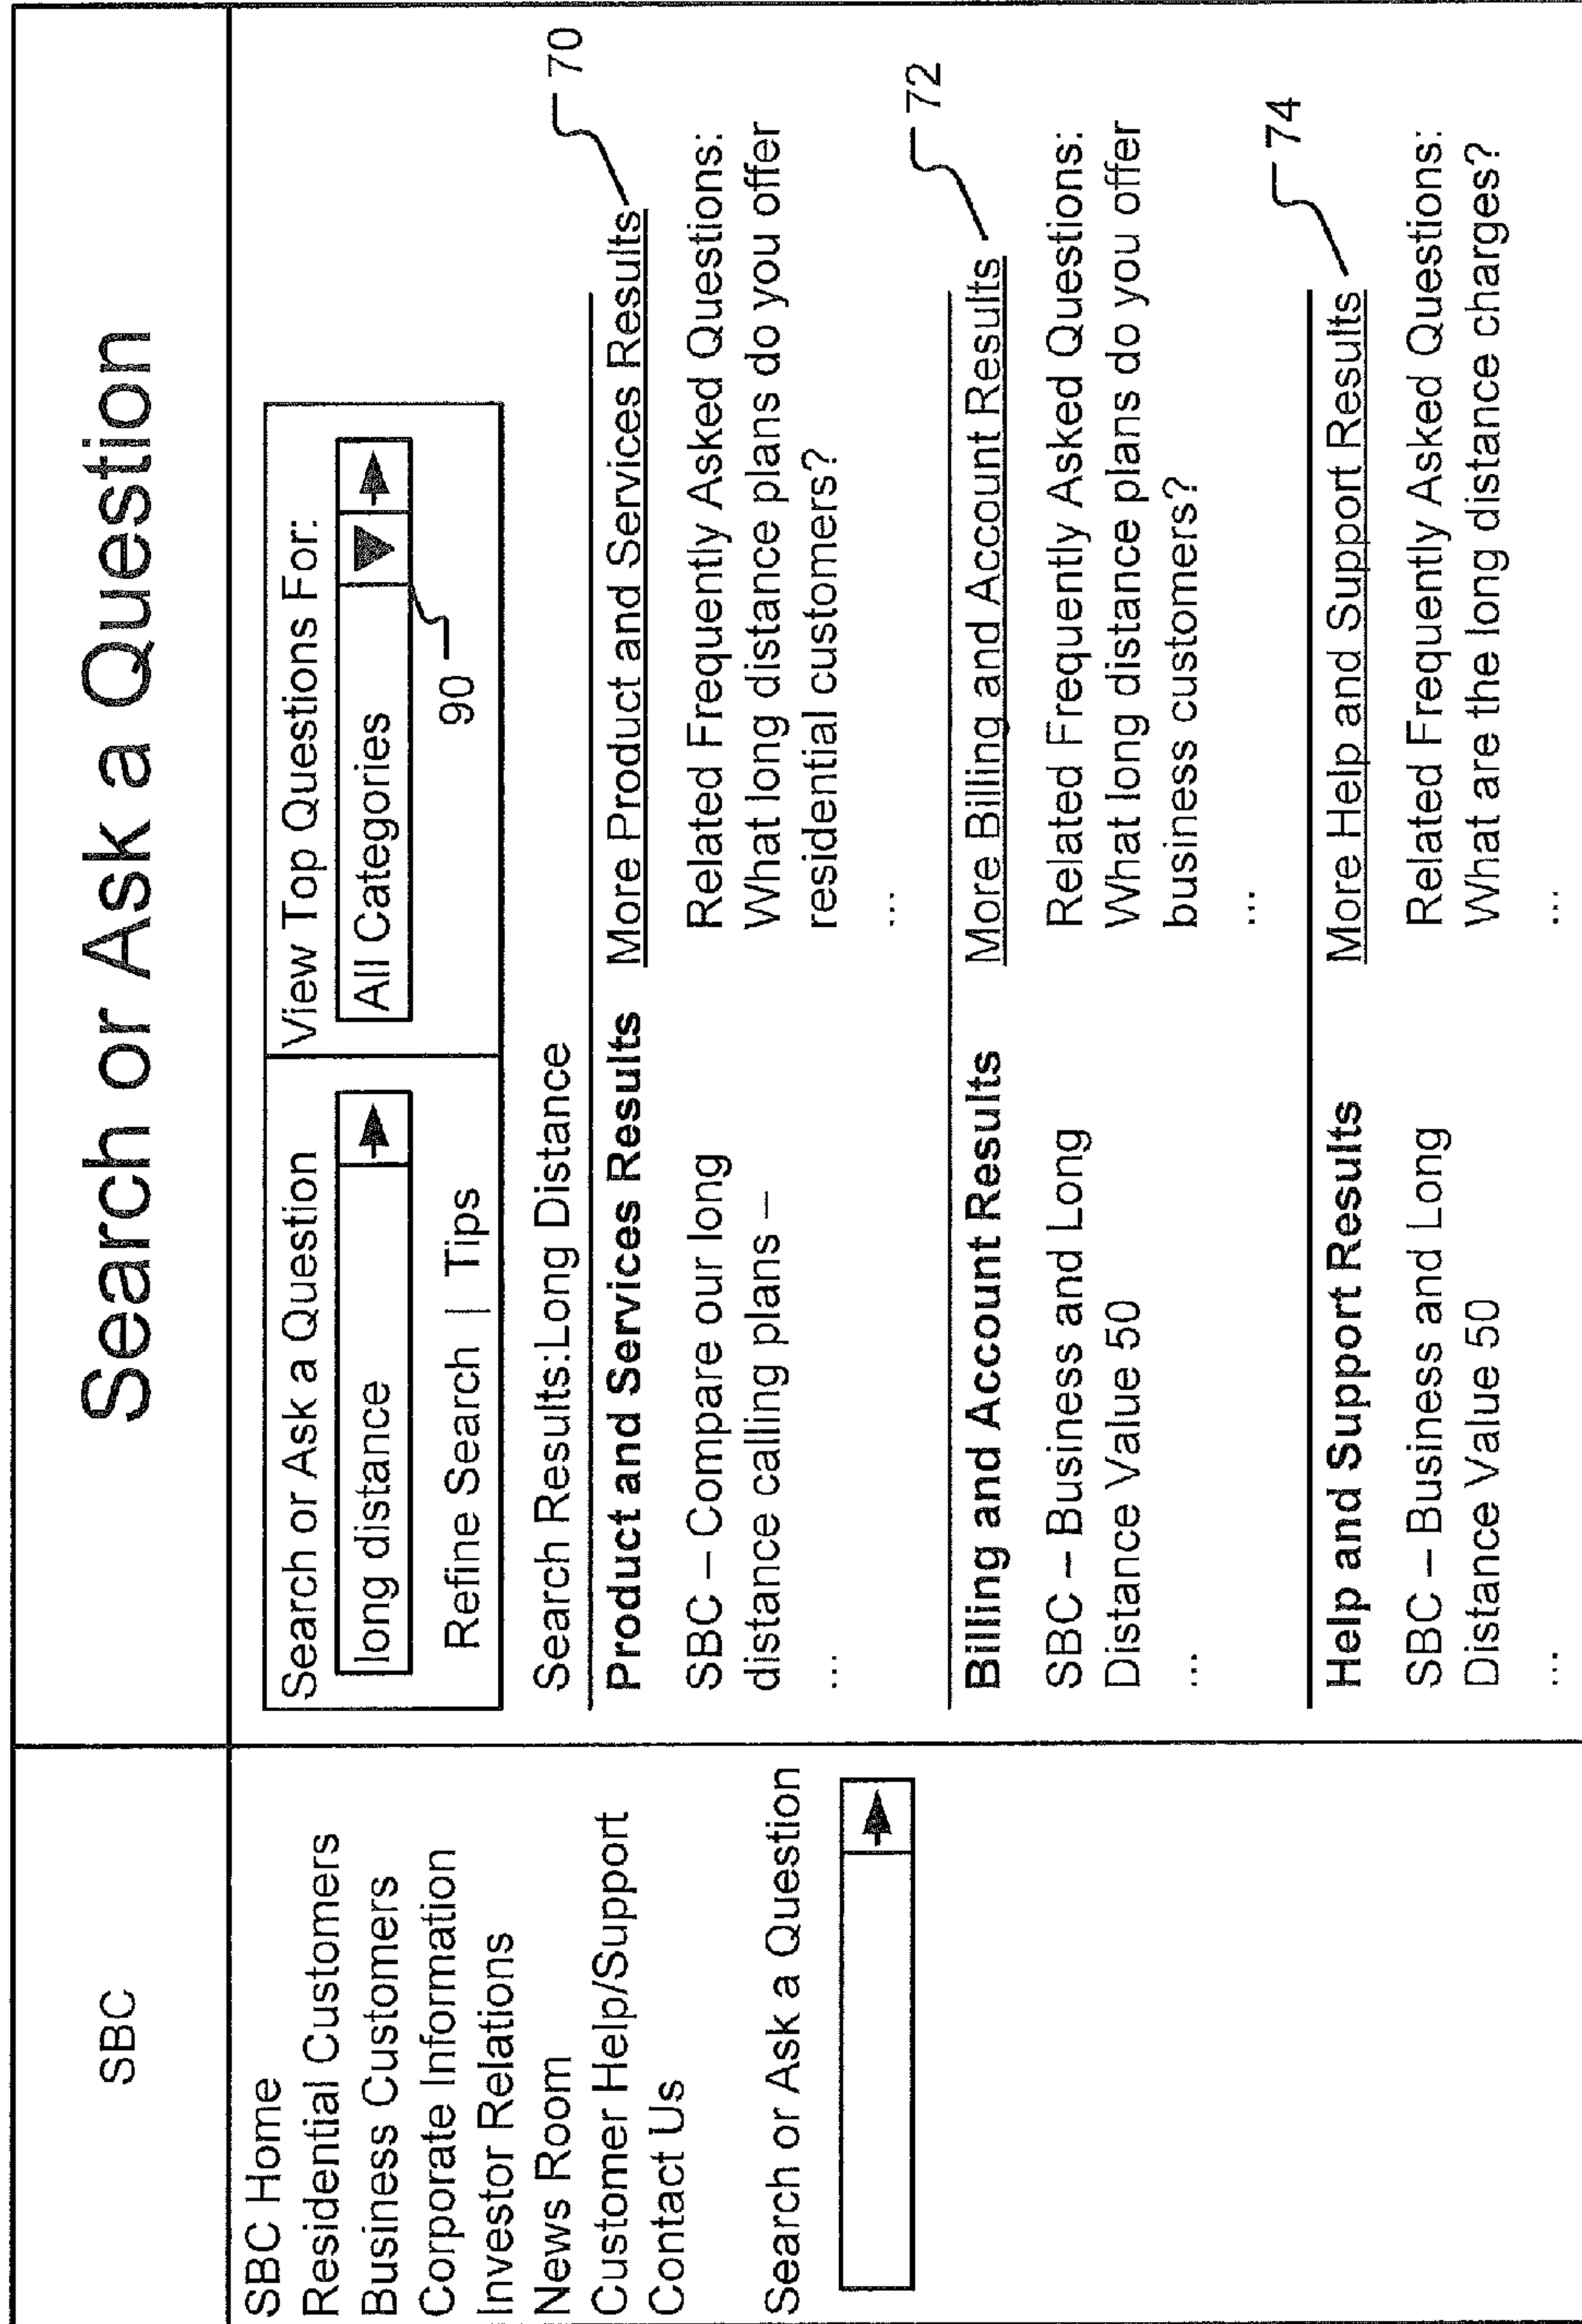 SBC
Search or Ask a Question
SBC Home
Residential Customers
Business Customers
Corporate Information
Investor Relations
News Room
Customer Help/Support
Contact Us
Search or Ask a Question
Search or Ask a Question
long distance
Refine Search | Tips
View Top Questions For:
All Categories
90
Search Results:Long Distance
Product and Services Results
SBC – Compare our long
distance calling plans –
...
More Product and Services Results
70
Related Frequently Asked Questions:
What long distance plans do you offer
residential customers?
...
Billing and Account Results
SBC – Business and Long
Distance Value 50
...
More Billing and Account Results
72
Related Frequently Asked Questions:
What long distance plans do you offer
business customers?
...
Help and Support Results
SBC – Business and Long
Distance Value 50
...
More Help and Support Results
74
Related Frequently Asked Questions:
What are the long distance charges?
...